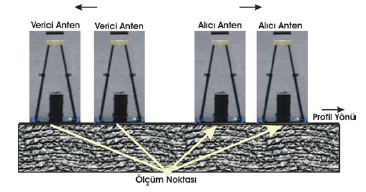 Verici Anten
Verici Anten
Alıcı Anten
Alıcı Anten
Profil Yönü
Ölçüm Noktası